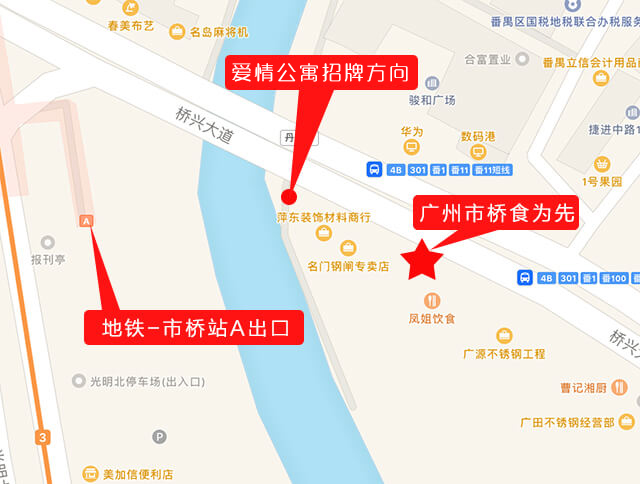 春美布艺
名岛麻将机
番禺区国税地税联合办税服务
合富置业
番禺立信会计用品
爱情公寓招牌方向
骏和广场
桥兴大道
丹
华为
数码港
捷进中路1
4B 301 番1 番11 番11短线
1号果园
A
萍东装饰材料商行
广州市桥食为先
报刊亭
名门钢闸专卖店
4B 301 番1 番100
凤姐饮食
地铁-市桥站A出口
桥兴大道
广源不锈钢工程
光明北停车场(出入口)
曹记湘厨
广田不锈钢经营部
3
P
美加信便利店